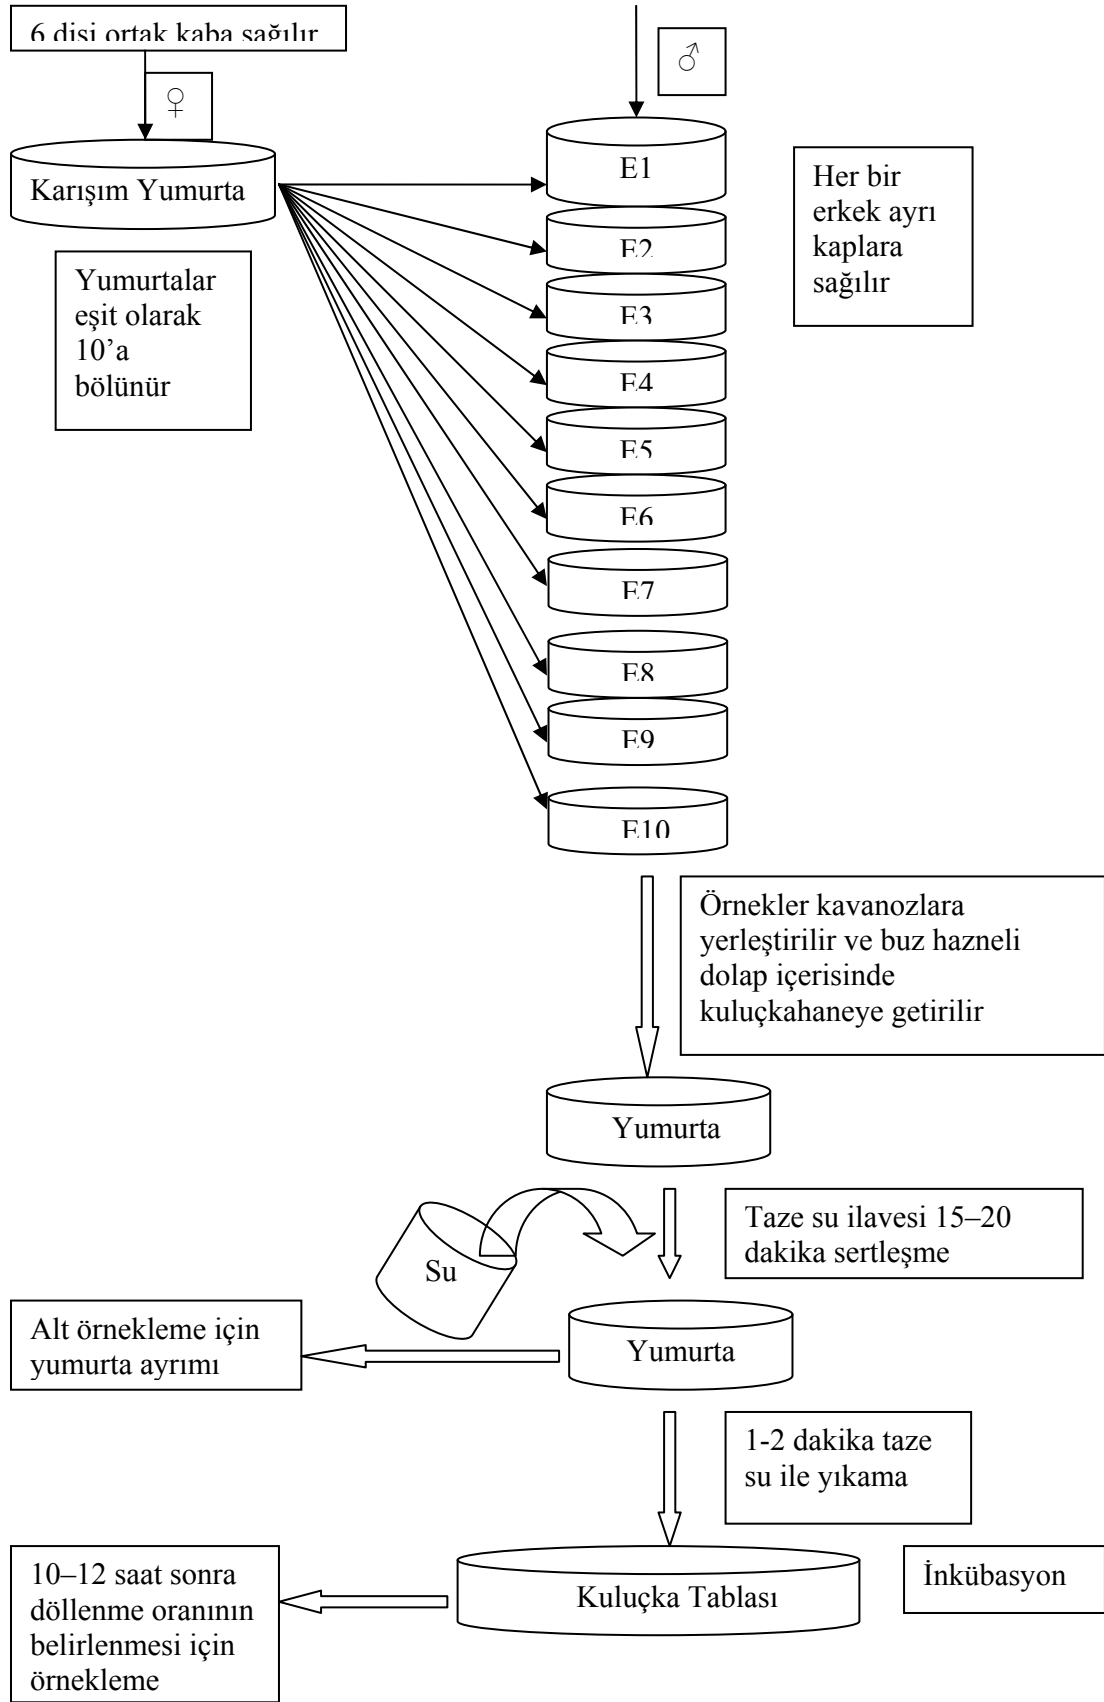 6 dişi ortak kaba sağılır
♀
♂
Karışım Yumurta
Yumurtalar
eşit olarak
10’a
bölünür
E1
E2
E3
E4
E5
E6
E7
E8
E9
E10
Her bir
erkek ayrı
kaplara
sağılır
Örnekler kavanozlara
yerleştirilir ve buz hazneli
dolap içerisinde
kuluçkahaneye getirilir
Yumurta
Su
Taze su ilavesi 15–20
dakika sertleşme
Alt örnekleme için
yumurta ayrımı
Yumurta
1-2 dakika taze
su ile yıkama
10–12 saat sonra
döllenme oranının
belirlenmesi için
örnekleme
Kuluçka Tablası
İnkübasyon